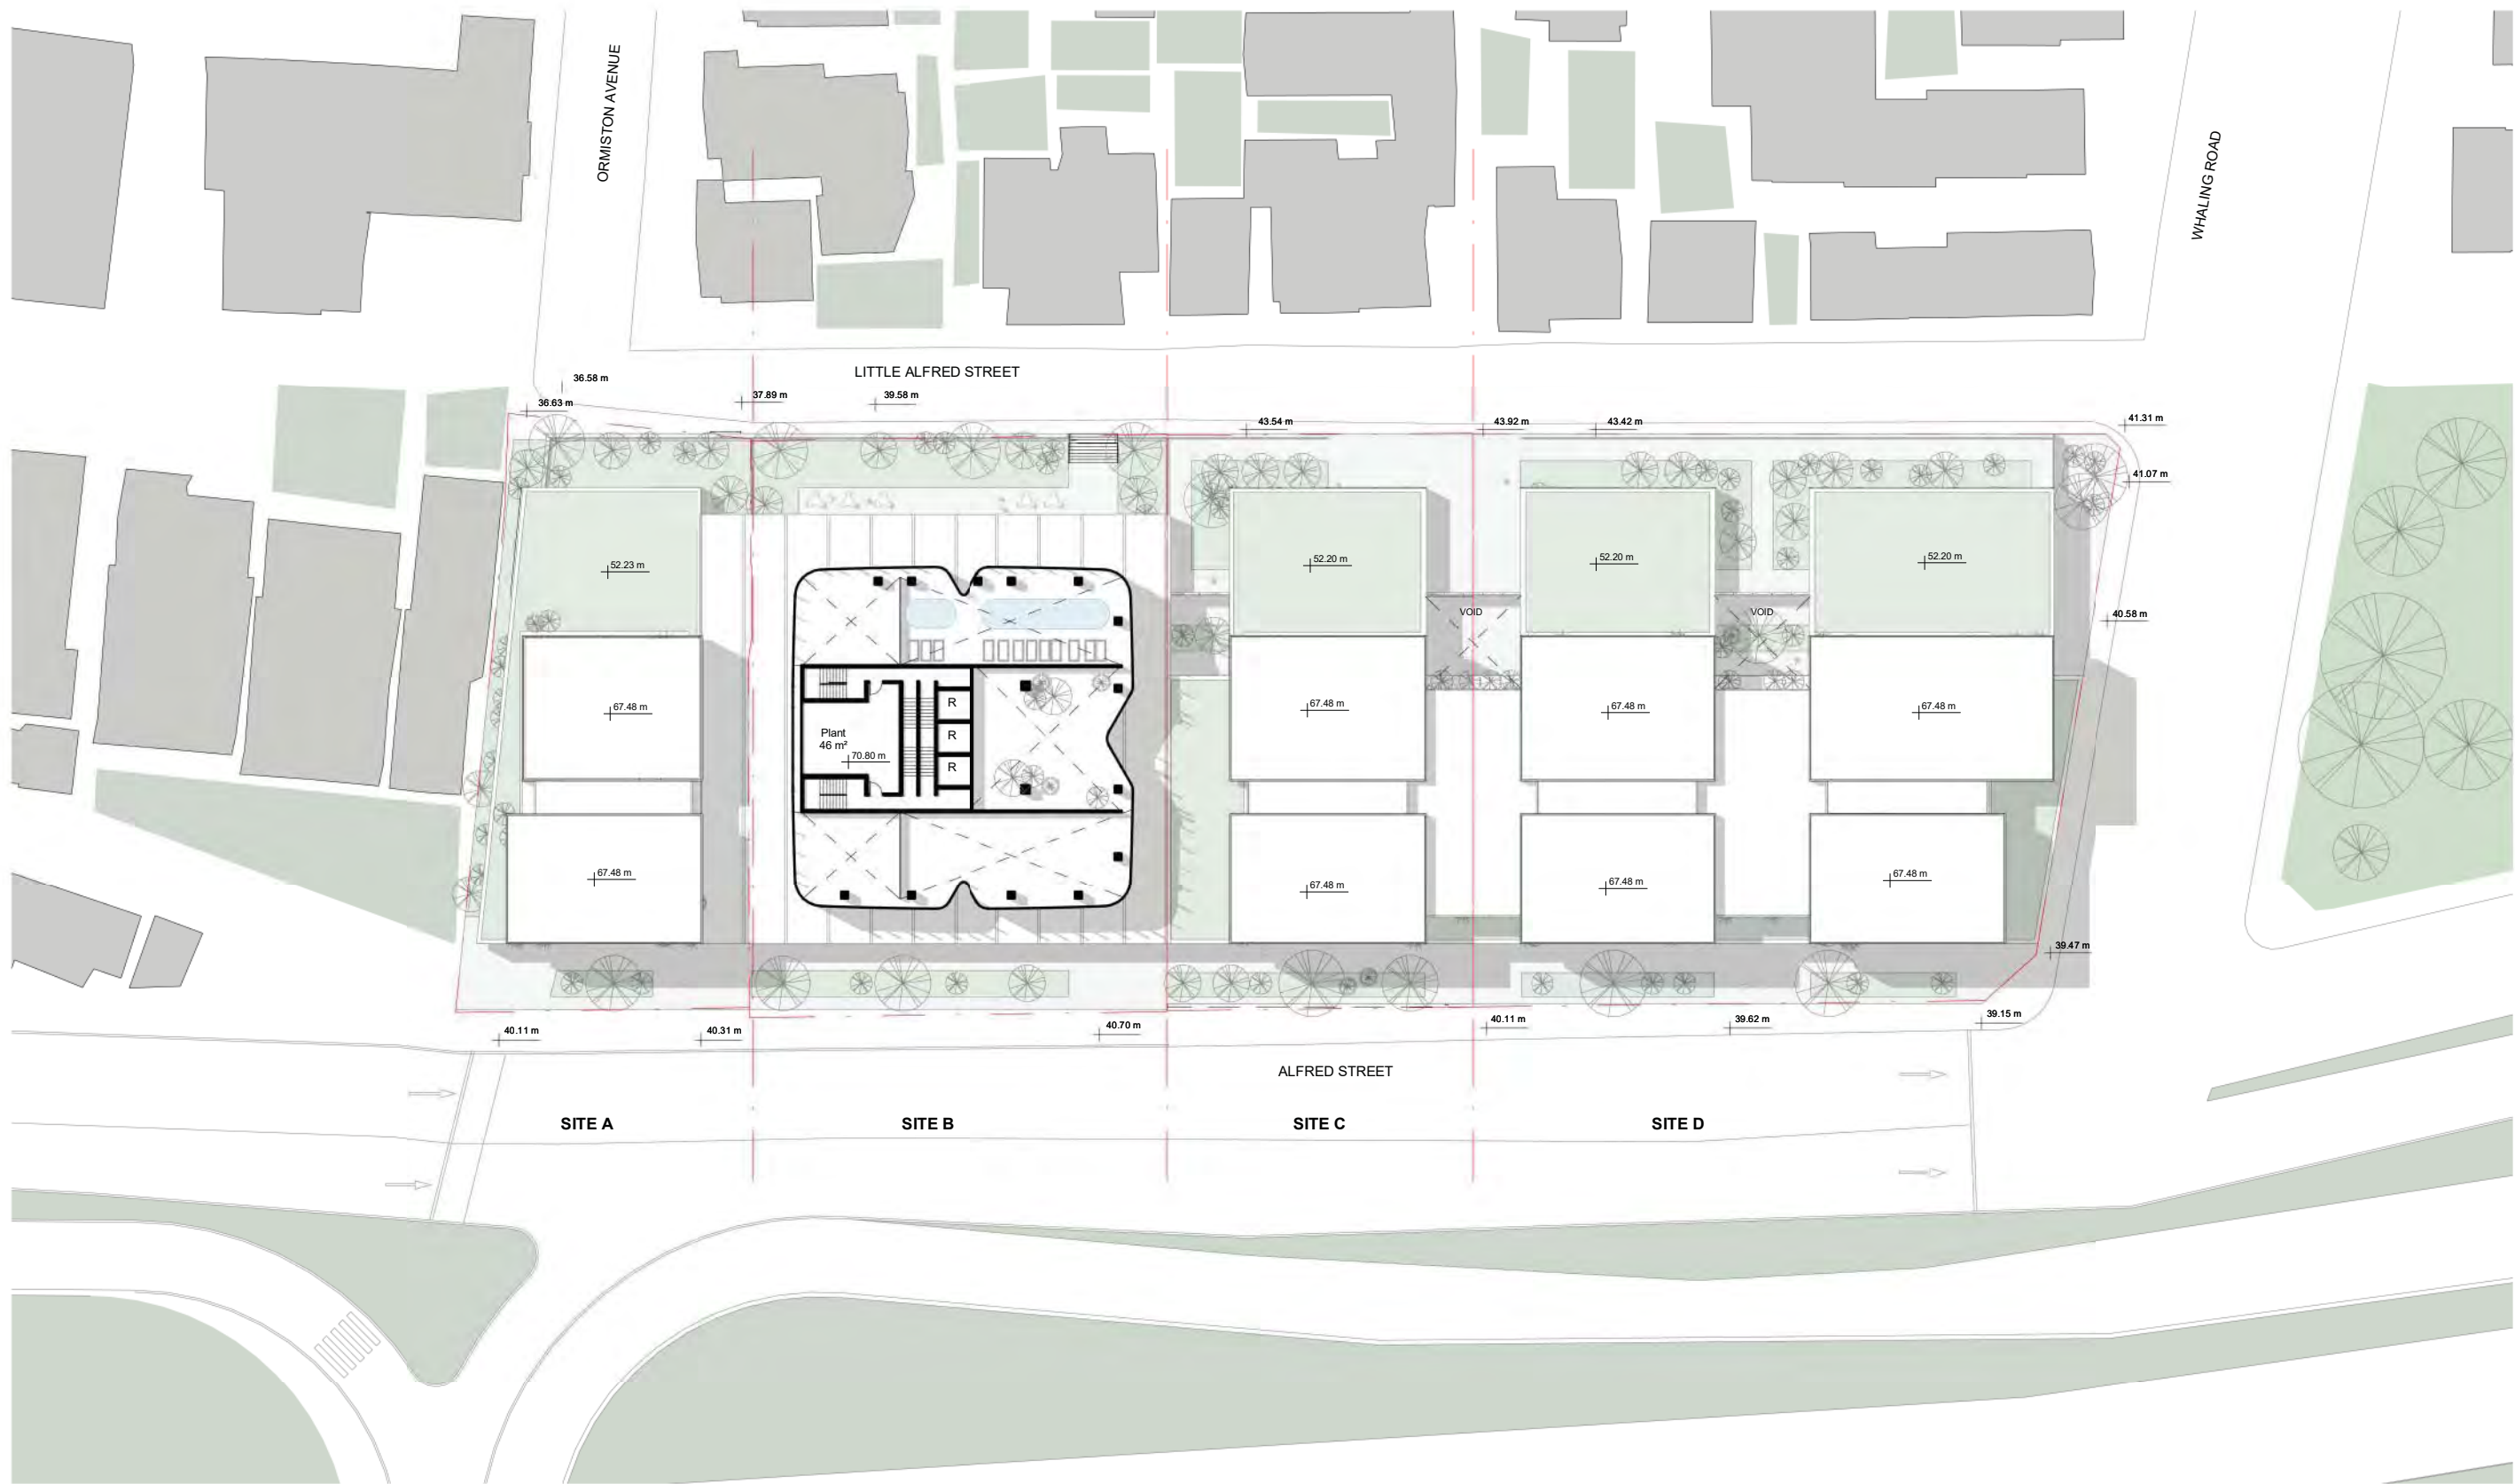 ORMISTON AVENUE
WHALING ROAD
LITTLE ALFRED STREET
36.58 m
36.63 m
37.89 m
39.58 m
43.54 m
43.92 m
43.42 m
41.31 m
41.07 m
52.23 m
52.20 m
52.20 m
52.20 m
VOID
VOID
40.58 m
67.48 m
R
R
R
Plant
46 m²
70.80 m
67.48 m
67.48 m
67.48 m
67.48 m
67.48 m
67.48 m
67.48 m
39.47 m
40.11 m
40.31 m
40.70 m
40.11 m
39.62 m
39.15 m
ALFRED STREET
SITE A
SITE B
SITE C
SITE D